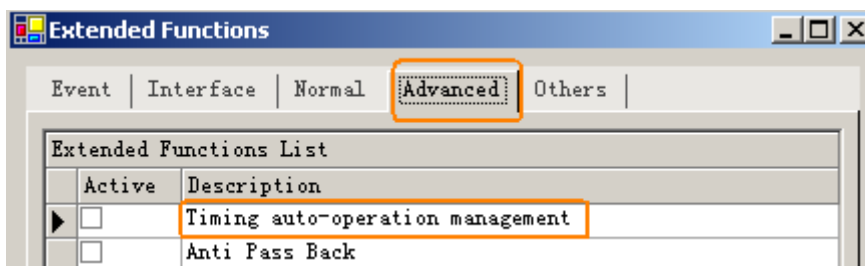 Extended Functions
Event | Interface | Normal | Advanced | Others |
Extended Functions List
Active Description
Timing auto-operation management
Anti Pass Back